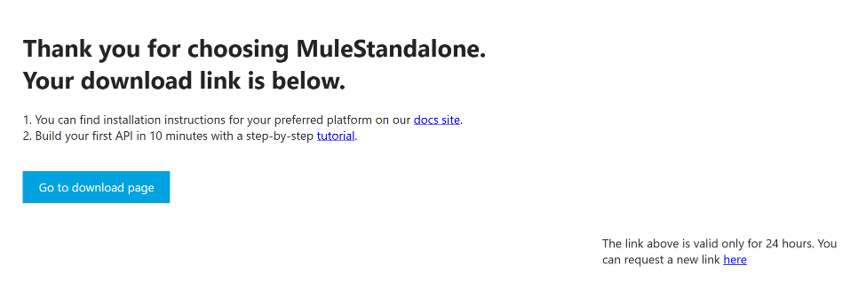 Thank you for choosing MuleStandalone.
Your download link is below.
1. You can find installation instructions for your preferred platform on our docs site.
2. Build your first API in 10 minutes with a step-by-step tutorial.
Go to download page
The link above is valid only for 24 hours. You
can request a new link here